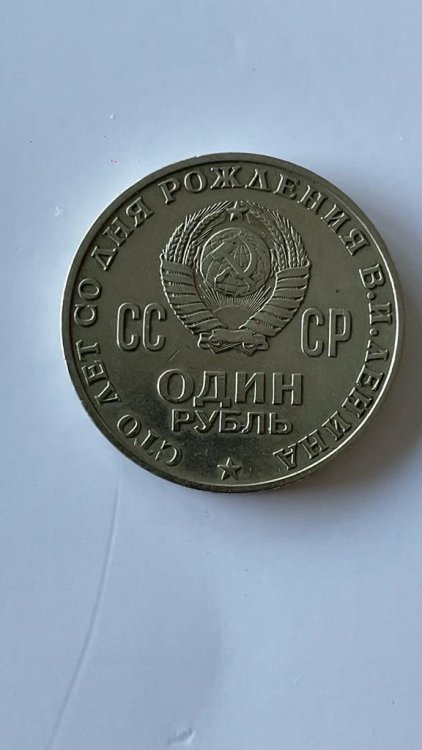 СТО ЛЕТ СО ДНЯ РОЖДЕНИЯ В.И.ЛЕНИНА
СС СР
ОДИН
РУБЛЬ